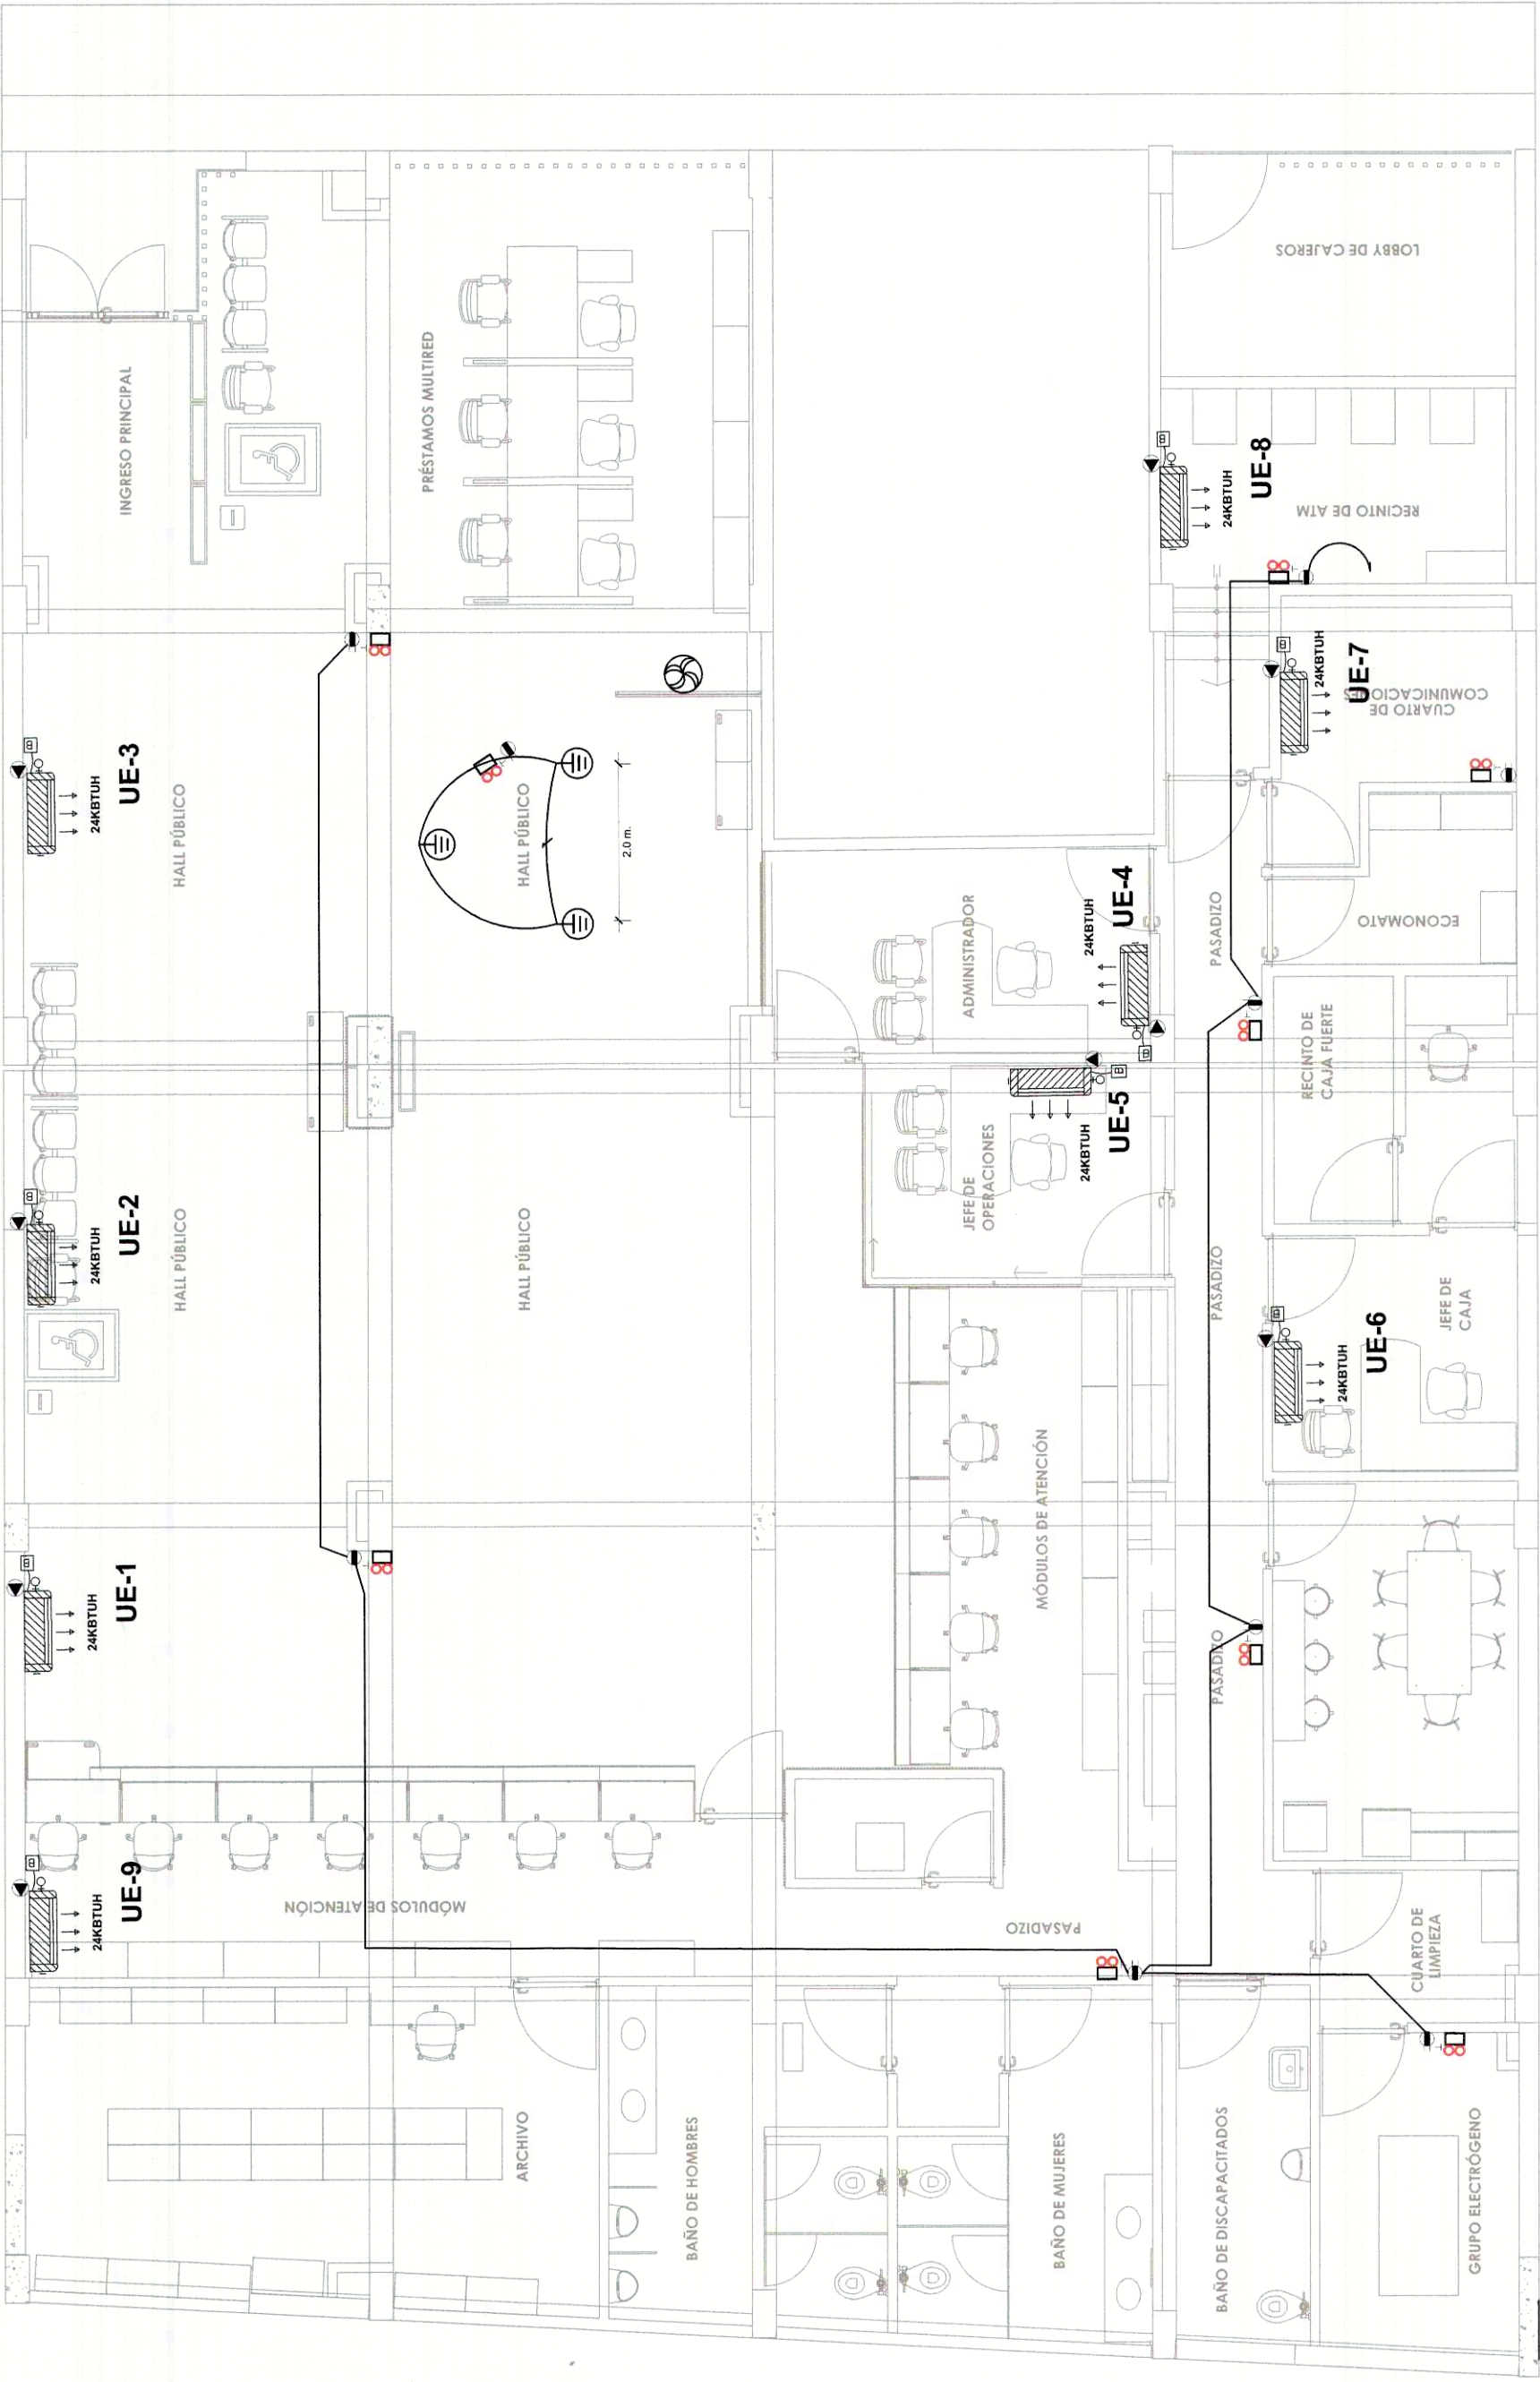 INGRESO PRINCIPAL
PRÉSTAMOS MULTIRED
LOBBY DE CAJEROS
RECINTO DE ATM
24KBTUH
UE-8
24KBTUH
UE-3
HALL PÚBLICO
HALL PÚBLICO
2.0 m.
24KBTUH
UE-7
CUARTO DE
COMUNICACIONES
ADMINISTRADOR
24KBTUH
UE-4
PASADIZO
ECONOMATO
24KBTUH
UE-2
HALL PÚBLICO
HALL PÚBLICO
JEFE DE
OPERACIONES
24KBTUH
UE-5
RECINTO DE
CAJA FUERTE
PASADIZO
24KBTUH
UE-6
JEFE DE
CAJA
24KBTUH
UE-1
MÓDULOS DE ATENCIÓN
PASADIZO
24KBTUH
UE-9
MÓDULOS DE ATENCIÓN
PASADIZO
CUARTO DE
LIMPIEZA
ARCHIVO
BAÑO DE HOMBRES
BAÑO DE MUJERES
BAÑO DE DISCAPACITADOS
GRUPO ELECTRÓGENO